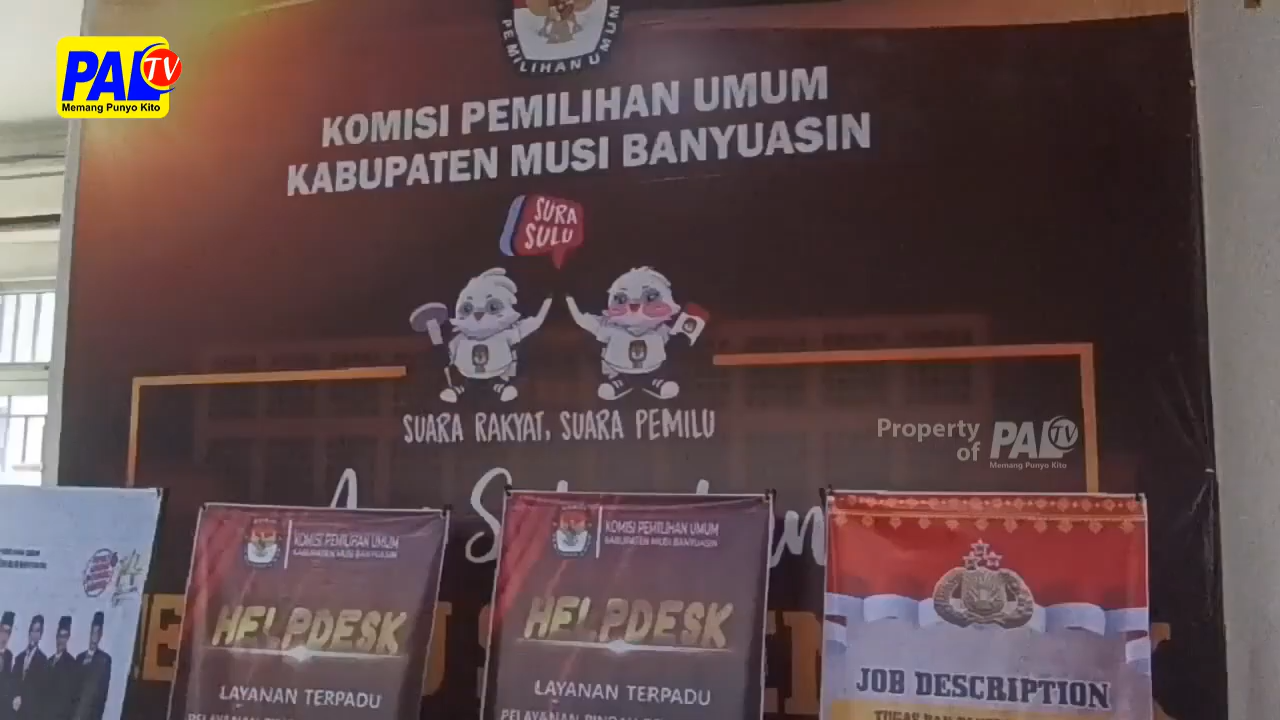 PAL TV
Memang Punyo Kito
PEMILIHAN UMUM
KOMISI PEMILIHAN UMUM
KABUPATEN MUSI BANYUASIN
SURA
SULU
SUARA RAKYAT, SUARA PEMILU
Property
of
PAL TV
Memang Punyo Kito
KOMISI PEMILIHAN UMUM
KABUPATEN MUSI BANYUASIN
HELPDESK
LAYANAN TERPADU
KOMISI PEMILIHAN UMUM
KABUPATEN MUSI BANYUASIN
HELPDESK
LAYANAN TERPADU
JOB DESCRIPTION